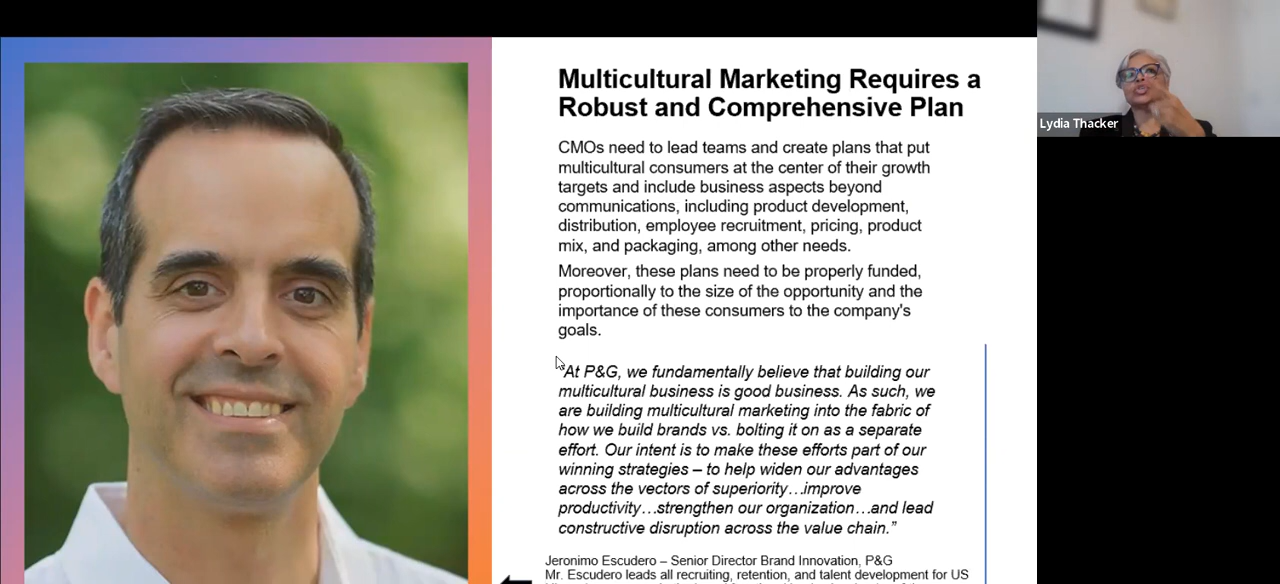 Multicultural Marketing Requires a
Robust and Comprehensive Plan
CMOs need to lead teams and create plans that put
multicultural consumers at the center of their growth
targets and include business aspects beyond
communications, including product development,
distribution, employee recruitment, pricing, product
mix, and packaging, among other needs.
Moreover, these plans need to be properly funded,
proportionally to the size of the opportunity and the
importance of these consumers to the company's
goals.
“At P&G, we fundamentally believe that building our
multicultural business is good business. As such, we
are building multicultural marketing into the fabric of
how we build brands vs. bolting it on as a separate
effort. Our intent is to make these efforts part of our
winning strategies – to help widen our advantages
across the vectors of superiority…improve
productivity…strengthen our organization…and lead
constructive disruption across the value chain.”
Jeronimo Escudero – Senior Director Brand Innovation, P&G
Mr. Escudero leads all recruiting, retention, and talent development for US
Lydia Thacker